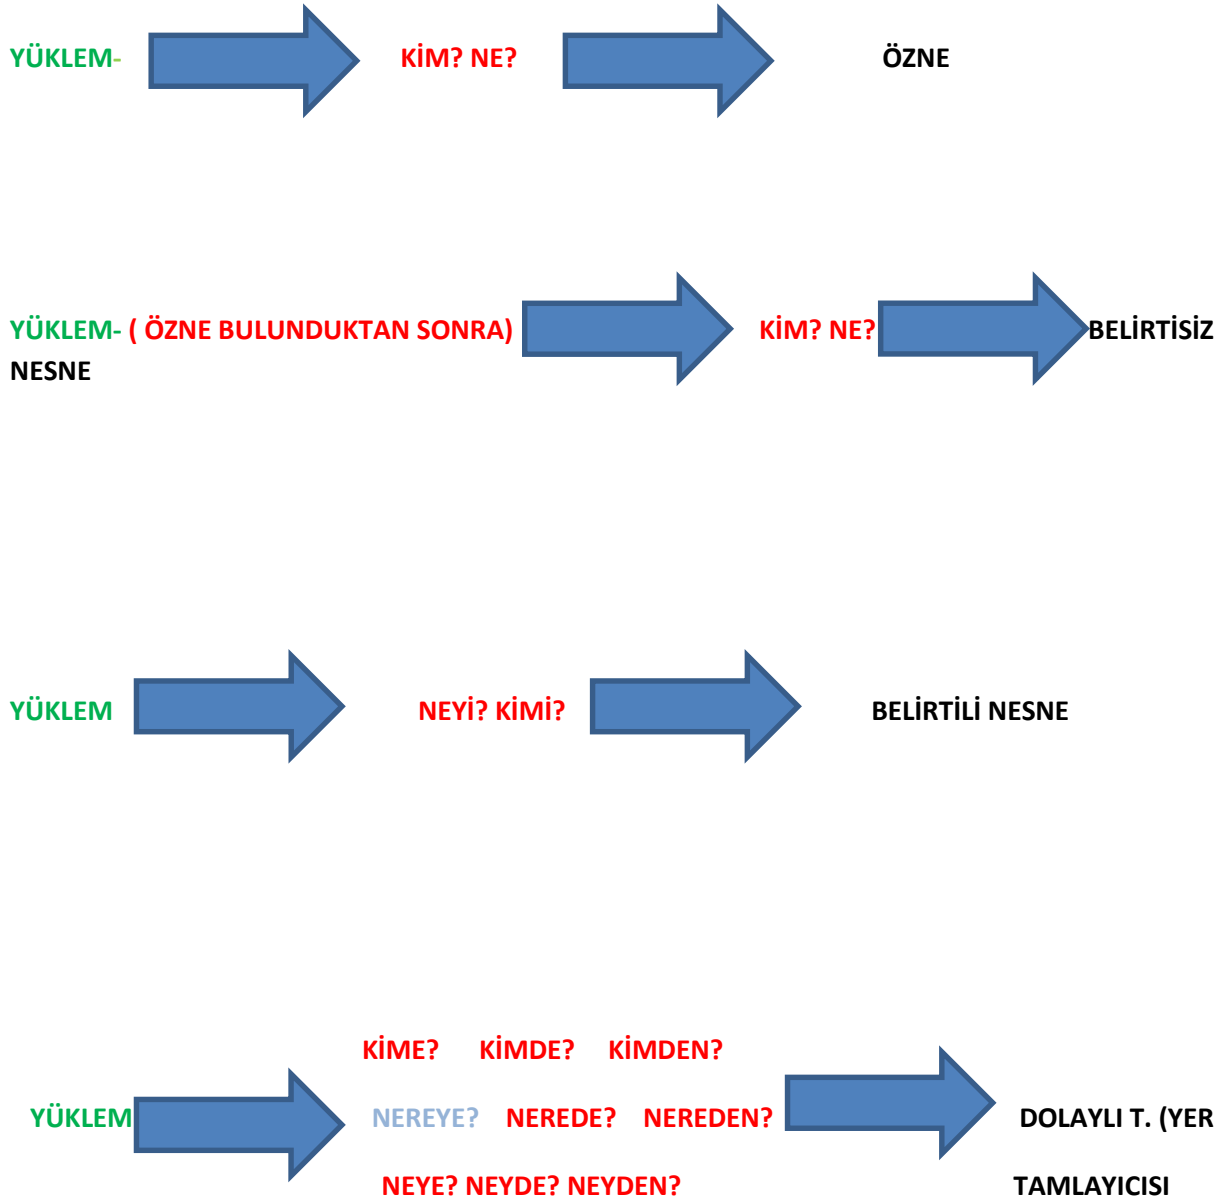 YÜKLEM- KİM? NE? ÖZNE
YÜKLEM- ( ÖZNE BULUNDUKTAN SONRA) KİM? NE? BELİRTİSİZ
NESNE
YÜKLEM NEYİ? KİMİ? BELİRTİLİ NESNE
KİME? KİMDE? KİMDEN?
YÜKLEM NEREYE? NEREDE? NEREDEN? DOLAYLI T. (YER
NEYE? NEYDE? NEYDEN? TAMLAYICISI